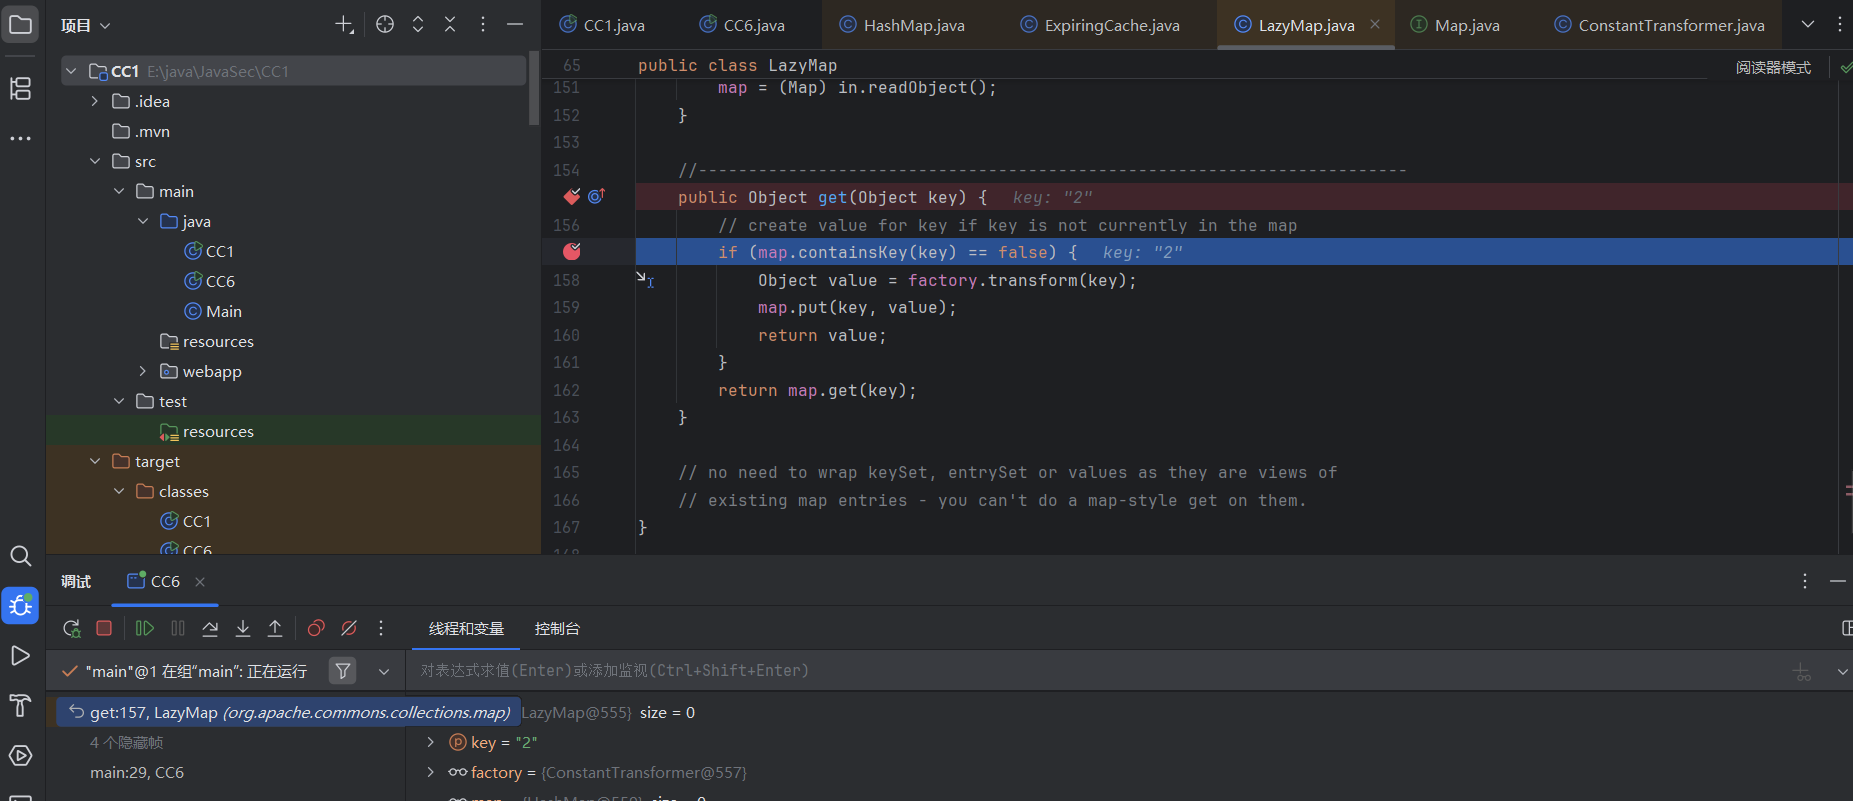 项目
CC1 E:\java\JavaSec\CC1
.idea
.mvn
src
main
java
CC1
CC6
Main
resources
webapp
test
resources
target
classes
CC1
CC6
CC1.java
CC6.java
HashMap.java
ExpiringCache.java
LazyMap.java
Map.java
ConstantTransformer.java
阅读器模式
65 public class LazyMap
151 map = (Map) in.readObject();
152 }
153
154 //-----------------------------------------------------------------------
public Object get(Object key) { key: "2"
156 // create value for key if key is not currently in the map
if (map.containsKey(key) == false) { key: "2"
158 Object value = factory.transform(key);
159 map.put(key, value);
160 return value;
161 }
162 return map.get(key);
163 }
164
165 // no need to wrap keySet, entrySet or values as they are views of
166 // existing map entries - you can't do a map-style get on them.
167 }
168
调试 CC6
线程和变量 控制台
"main"@1 在组"main": 正在运行
对表达式求值(Enter)或添加监视(Ctrl+Shift+Enter)
get:157, LazyMap (org.apache.commons.collections.map)
4 个隐藏帧
main:29, CC6
LazyMap@555} size = 0
key = "2"
factory = {ConstantTransformer@557}